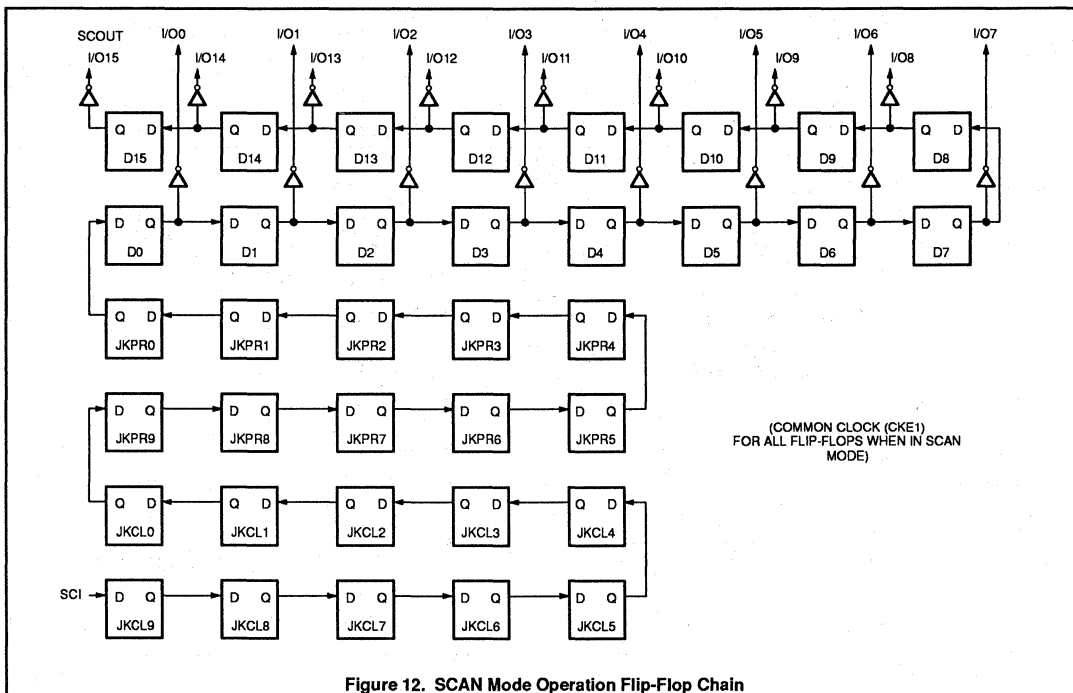 SCOUT I/O0 I/O1 I/O2 I/O3 I/O4 I/O5 I/O6 I/O7
I/O15 I/O14 I/O13 I/O12 I/O11 I/O10 I/O9 I/O8
Q D Q D Q D Q D Q D Q D Q D Q D
D15 D14 D13 D12 D11 D10 D9 D8
D Q D Q D Q D Q D Q D Q D Q D Q
D0 D1 D2 D3 D4 D5 D6 D7
Q D Q D Q D Q D Q D
JKPR0 JKPR1 JKPR2 JKPR3 JKPR4
D Q D Q D Q D Q D Q
JKPR9 JKPR8 JKPR7 JKPR6 JKPR5
(COMMON CLOCK (CKE1)
FOR ALL FLIP-FLOPS WHEN IN SCAN
MODE)
Q D Q D Q D Q D Q D
JKCL0 JKCL1 JKCL2 JKCL3 JKCL4
SCI D Q D Q D Q D Q D Q
JKCL9 JKCL8 JKCL7 JKCL6 JKCL5
Figure 12. SCAN Mode Operation Flip-Flop Chain